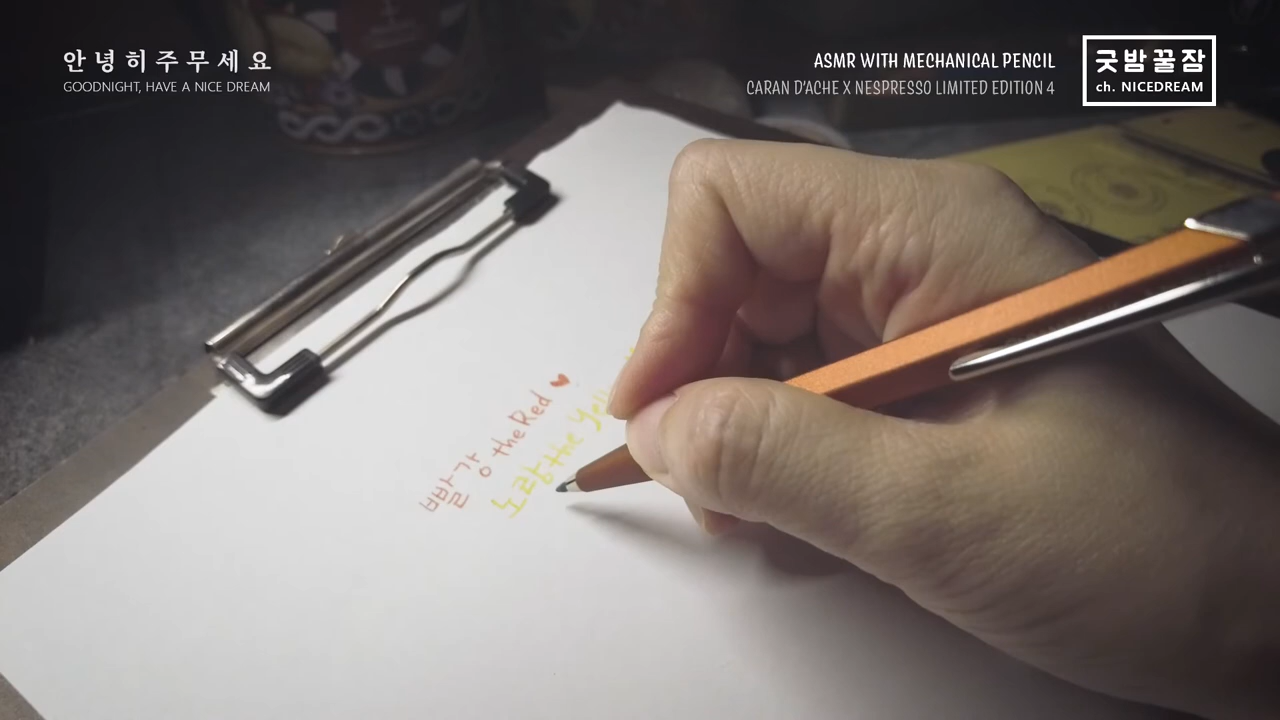 안녕히주무세요
GOODNIGHT, HAVE A NICE DREAM
ASMR WITH MECHANICAL PENCIL
CARAN D'ACHE X NESPRESSO LIMITED EDITION 4
굿밤꿀잠
ch. NICEDREAM
빨강 the Red
노랑 the Yell